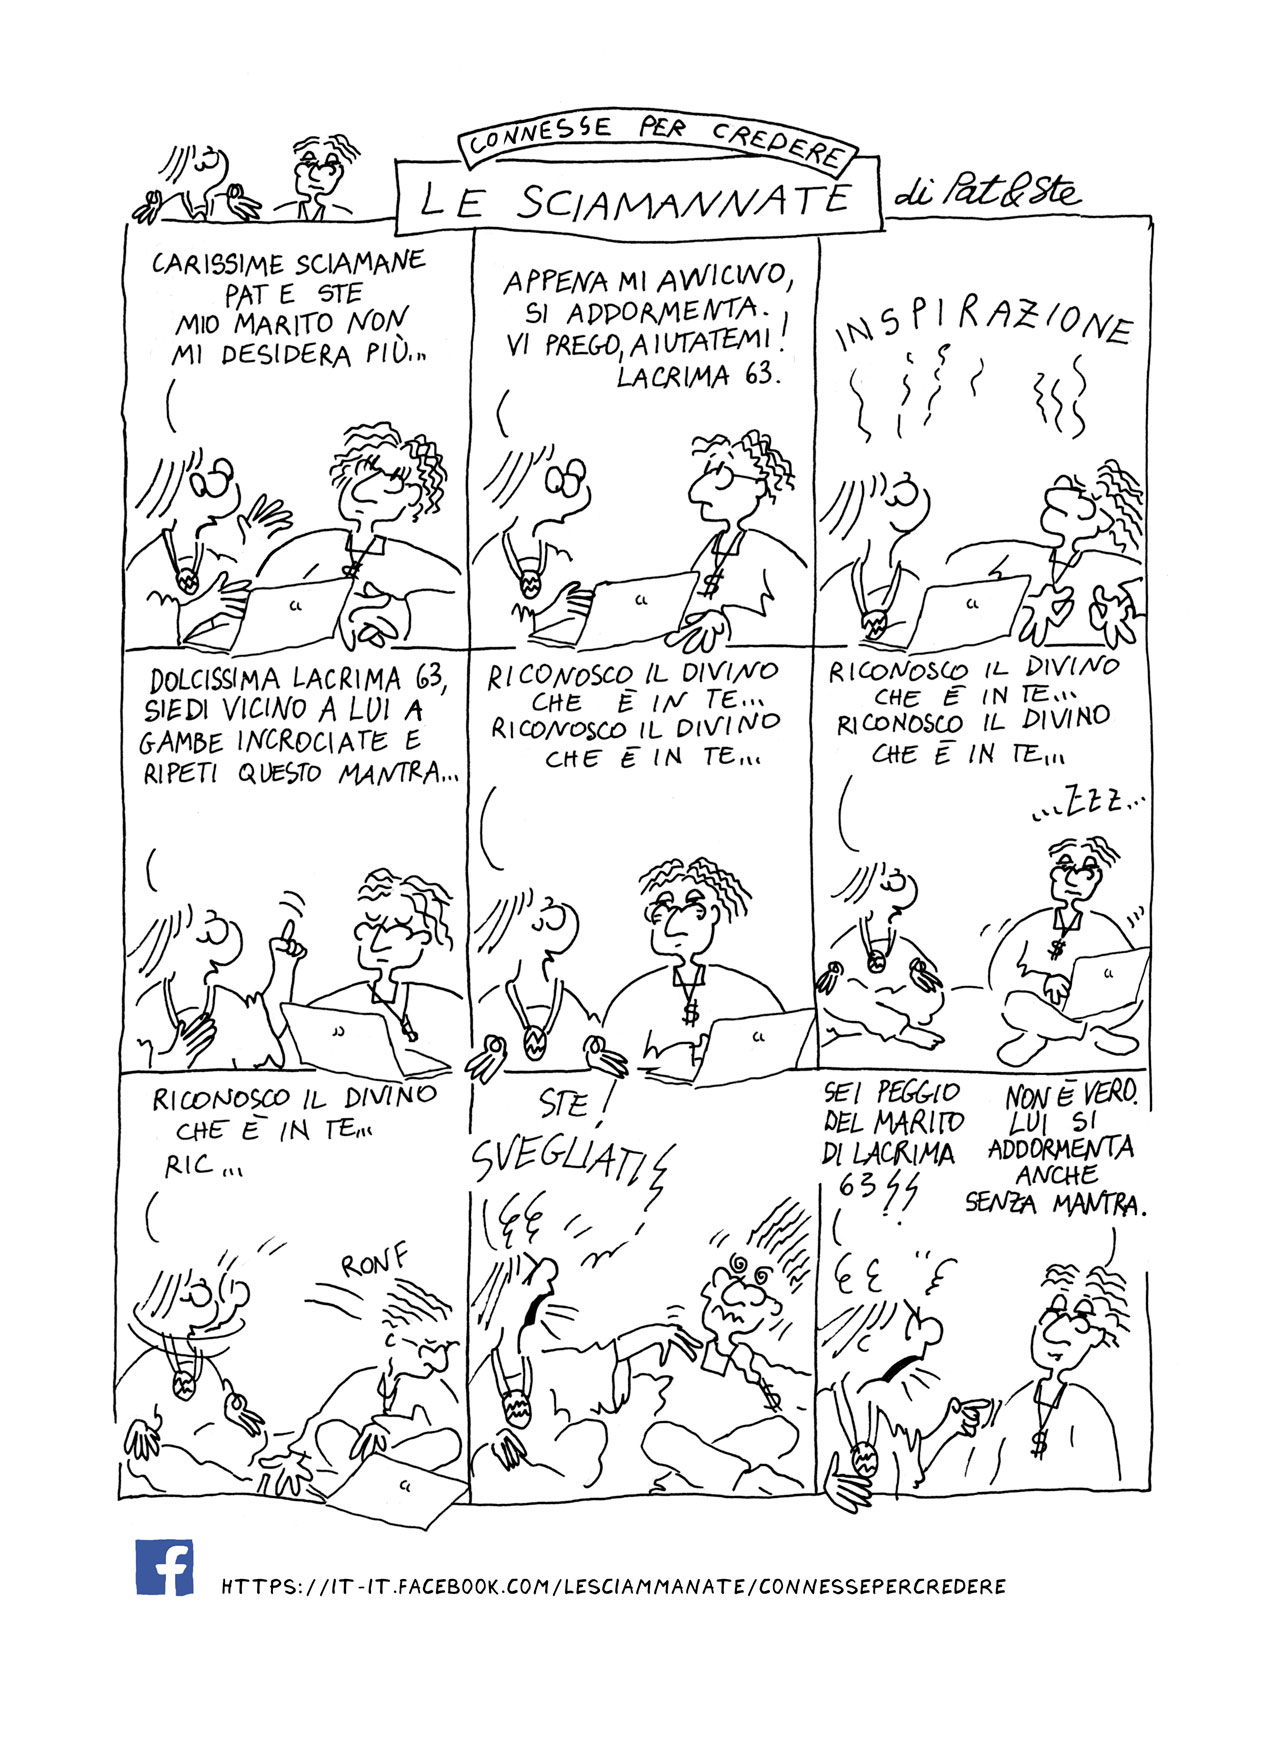 CONNESSE PER CREDERE
LE SCIAMANNATE
di Pat&Ste
CARISSIME SCIAMANE
PAT E STE
MIO MARITO NON
MI DESIDERA PIÙ...
APPENA MI AVVICINO,
SI ADDORMENTA.
VI PREGO, AIUTATEMI!
LACRIMA 63.
INSPIRAZIONE
DOLCISSIMA LACRIMA 63,
SIEDI VICINO A LUI A
GAMBE INCROCIATE E
RIPETI QUESTO MANTRA...
RICONOSCO IL DIVINO
CHE È IN TE...
RICONOSCO IL DIVINO
CHE È IN TE...
RICONOSCO IL DIVINO
CHE È IN TE...
RICONOSCO IL DIVINO
CHE È IN TE...
...ZZZ...
RICONOSCO IL DIVINO
CHE È IN TE...
RIC...
RONF
STE!
SVEGLIATI!
SEI PEGGIO
DEL MARITO
DI LACRIMA
63!!
NON È VERO.
LUI SI
ADDORMENTA
ANCHE
SENZA MANTRA.
f
HTTPS://IT-IT.FACEBOOK.COM/LESCIAMMANATE/CONNESSEPERCREDERE